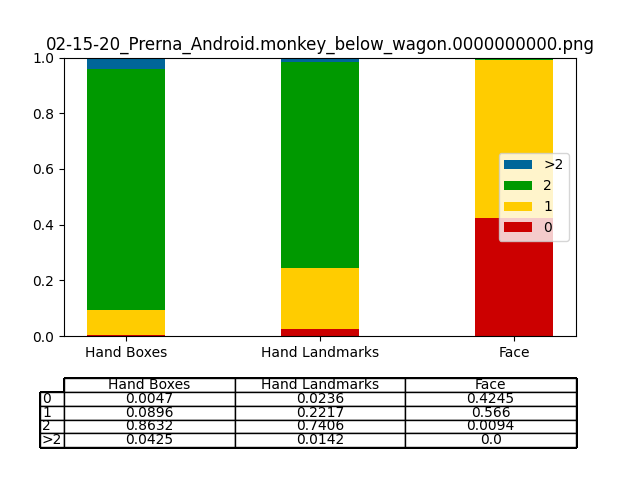 02-15-20_Prerna_Android.monkey_below_wagon.0000000000.png
1.0
0.8
0.6
0.4
0.2
0.0
>2
2
1
0
Hand Boxes Hand Landmarks Face
Hand Boxes Hand Landmarks Face
0 0.0047 0.0236 0.4245
1 0.0896 0.2217 0.566
2 0.8632 0.7406 0.0094
>2 0.0425 0.0142 0.0